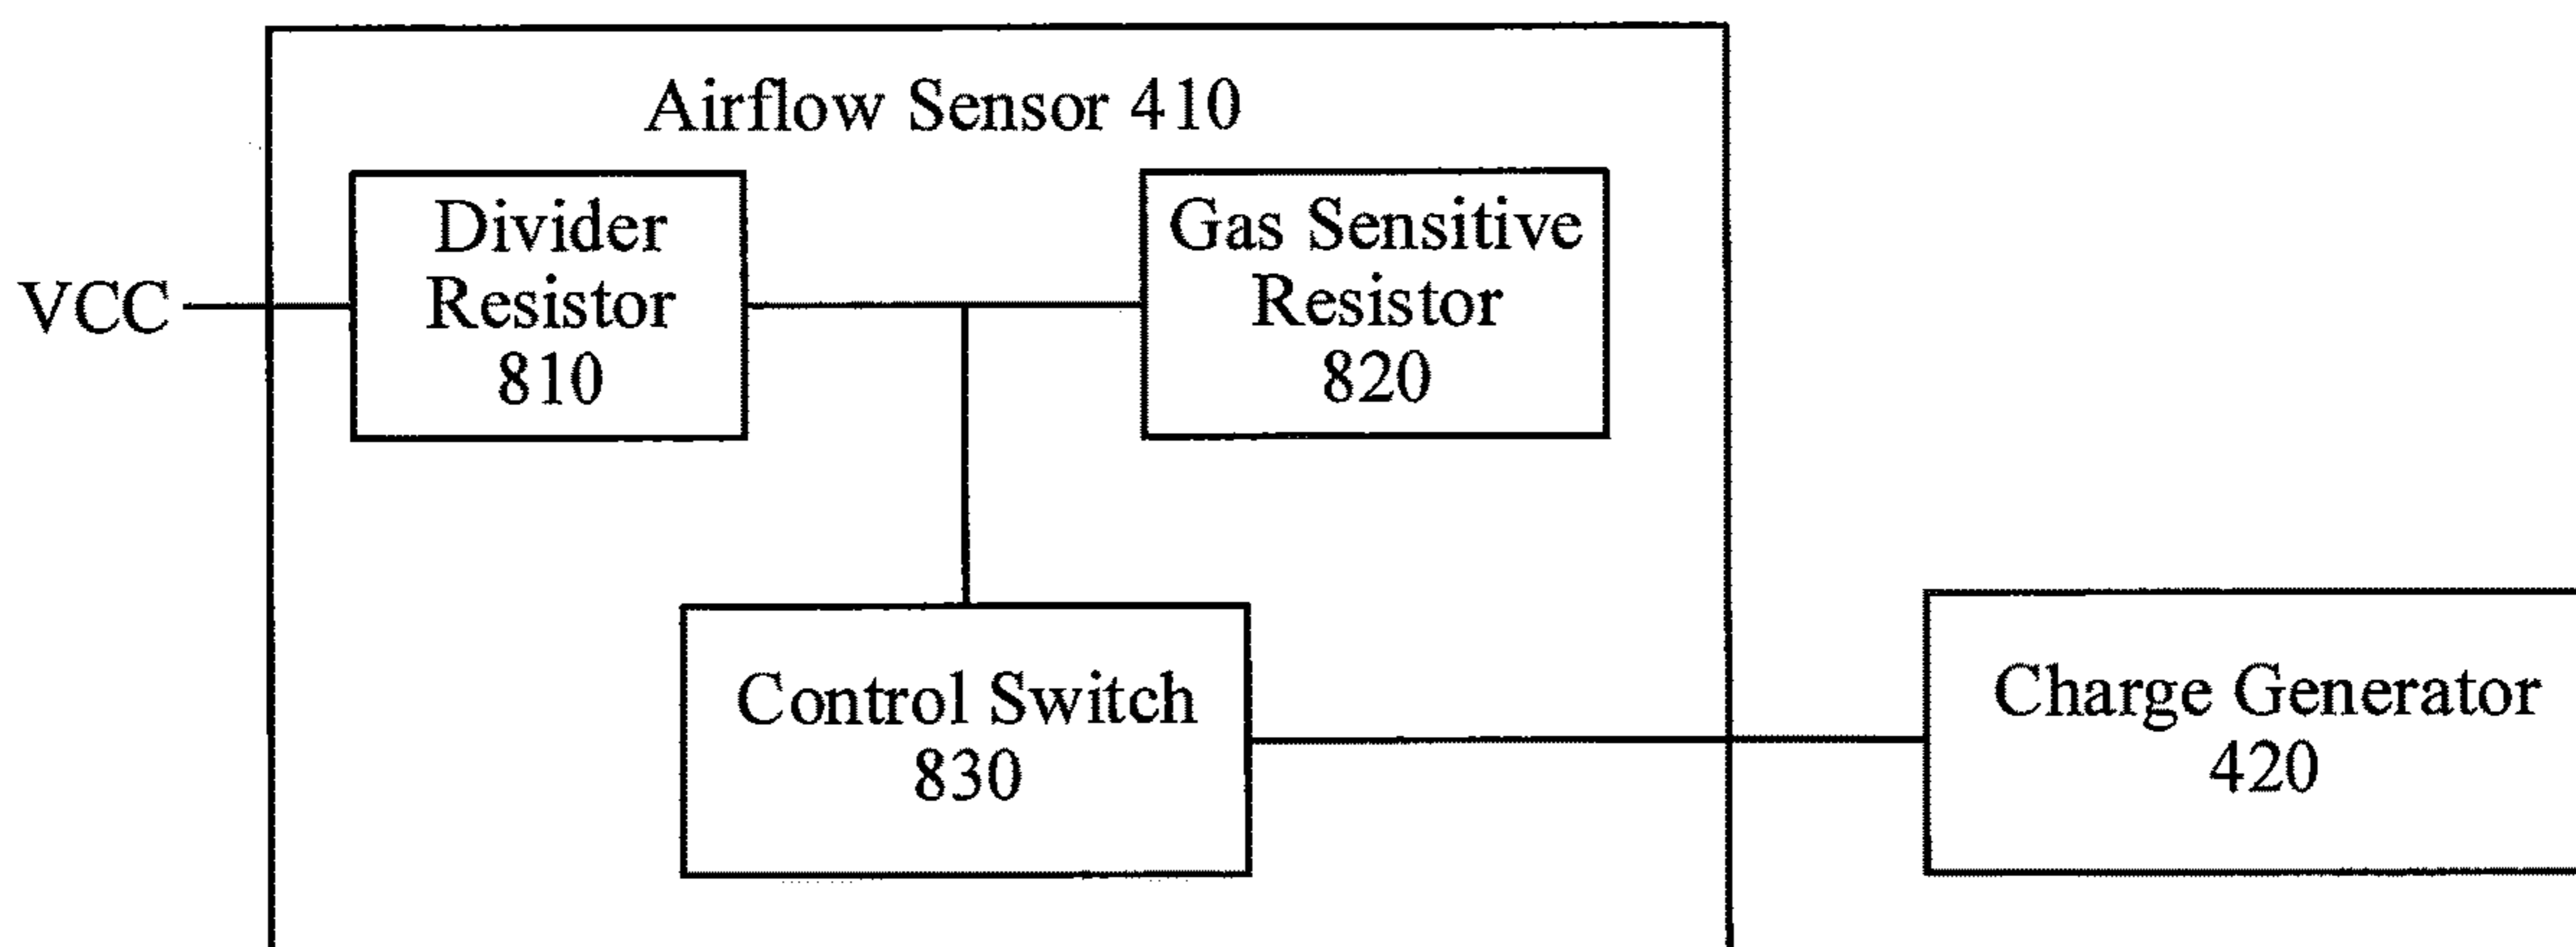 Airflow Sensor 410
VCC
Divider
Resistor
810
Gas Sensitive
Resistor
820
Control Switch
830
Charge Generator
420